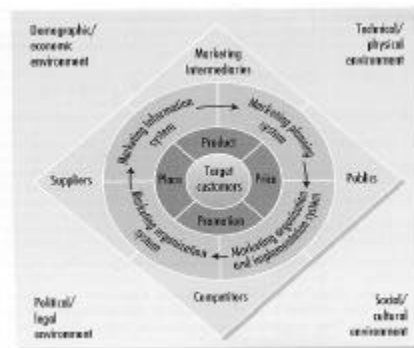 Demographic/
economic
environment
Technical/
physical
environment
Marketing
Intermediaries
Marketing Information
system
Marketing planning
system
Product
Suppliers
Place
Target
customers
Price
Publics
Promotion
Marketing organization
system
Marketing organization
and implementation system
Competitors
Political/
legal
environment
Social/
cultural
environment